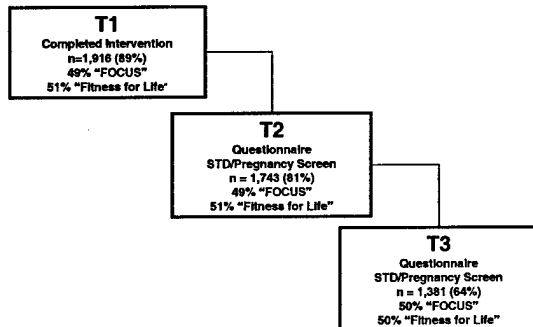 T1
Completed Intervention
n=1,916 (89%)
49% "FOCUS"
51% "Fitness for Life"
T2
Questionnaire
STD/Pregnancy Screen
n = 1,743 (81%)
49% "FOCUS"
51% "Fitness for Life"
T3
Questionnaire
STD/Pregnancy Screen
n = 1,381 (64%)
50% "FOCUS"
50% "Fitness for Life"